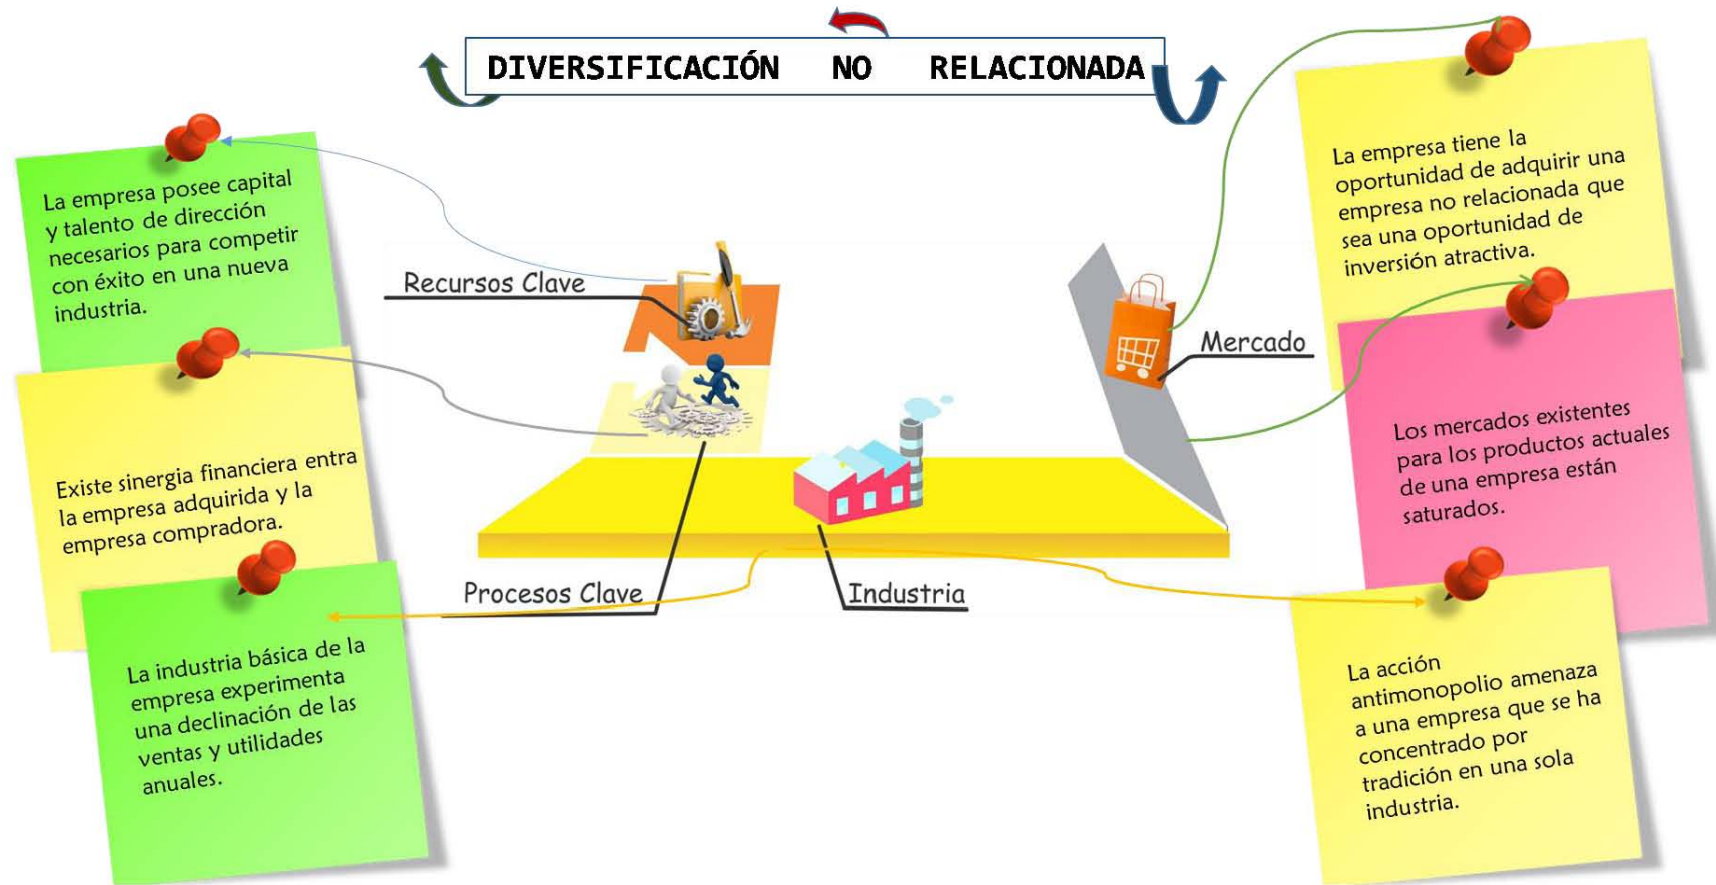 DIVERSIFICACIÓN NO RELACIONADA
La empresa posee capital
y talento de dirección
necesarios para competir
con éxito en una nueva
industria.
Existe sinergia financiera entra
la empresa adquirida y la
empresa compradora.
La industria básica de la
empresa experimenta
una declinación de las
ventas y utilidades
anuales.
Recursos Clave
Procesos Clave
Industria
Mercado
La empresa tiene la
oportunidad de adquirir una
empresa no relacionada que
sea una oportunidad de
inversión atractiva.
Los mercados existentes
para los productos actuales
de una empresa están
saturados.
La acción
antimonopolio amenaza
a una empresa que se ha
concentrado por
tradición en una sola
industria.